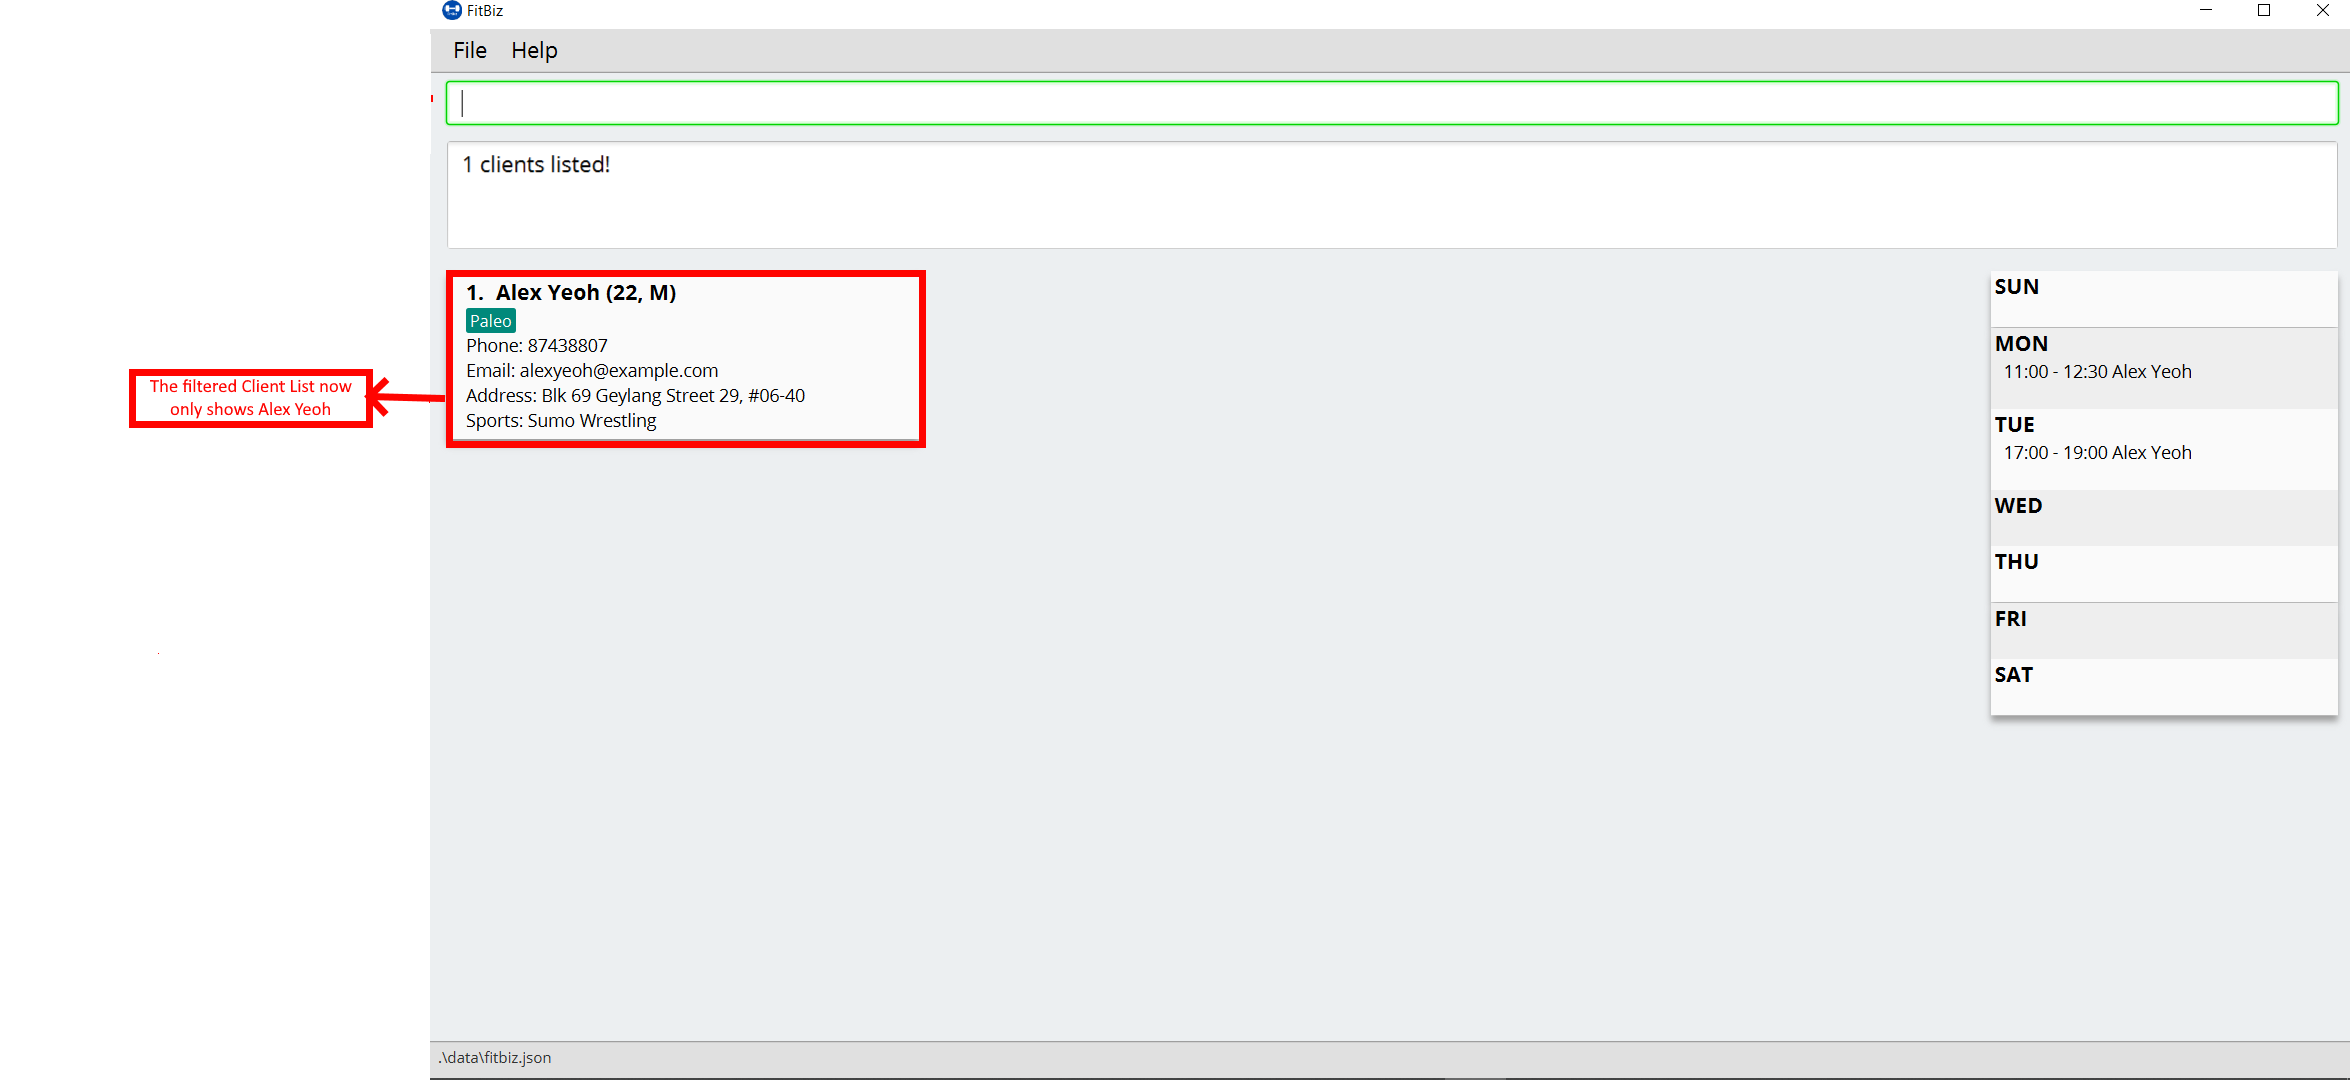 FitBiz
File Help
1 clients listed!
1. Alex Yeoh (22, M)
Paleo
Phone: 87438807
Email: alexyeoh@example.com
Address: Blk 69 Geylang Street 29, #06-40
Sports: Sumo Wrestling
The filtered Client List now
only shows Alex Yeoh
SUN
MON
11:00 - 12:30 Alex Yeoh
TUE
17:00 - 19:00 Alex Yeoh
WED
THU
FRI
SAT
.\data\fitbiz.json